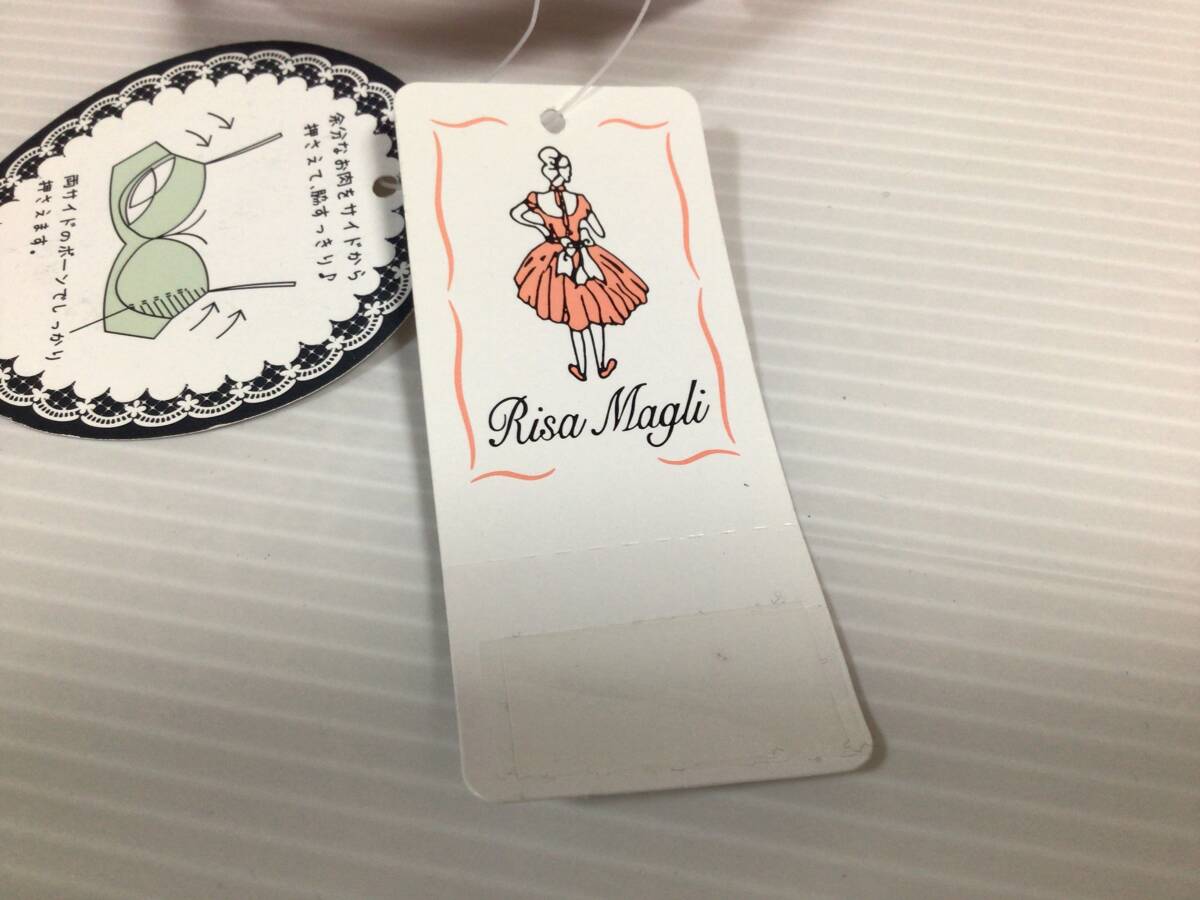 余分なお肉をサイドから
押さえて、脇すっきり♪
両サイドのボーンでしっかり
押さえます。
Risa Magli